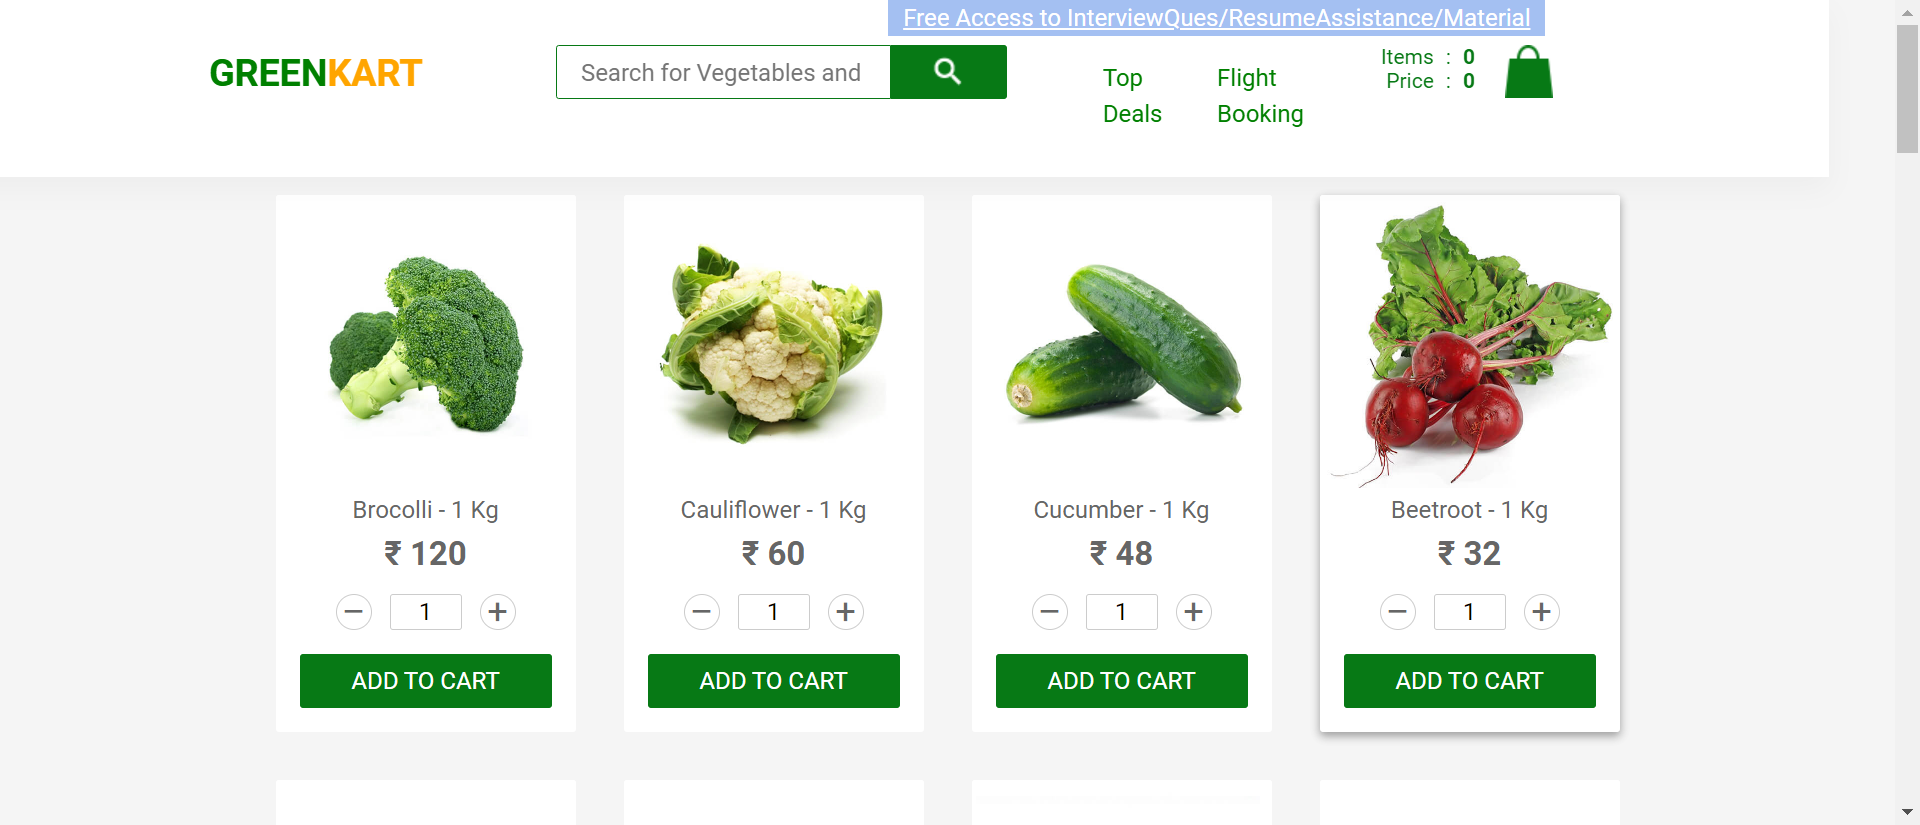 Free Access to InterviewQues/ResumeAssistance/Material
GREENKART
Search for Vegetables and
Top
Deals
Flight
Booking
Items : 0
Price : 0
Brocolli - 1 Kg
₹ 120
− 1 +
ADD TO CART
Cauliflower - 1 Kg
₹ 60
− 1 +
ADD TO CART
Cucumber - 1 Kg
₹ 48
− 1 +
ADD TO CART
Beetroot - 1 Kg
₹ 32
− 1 +
ADD TO CART